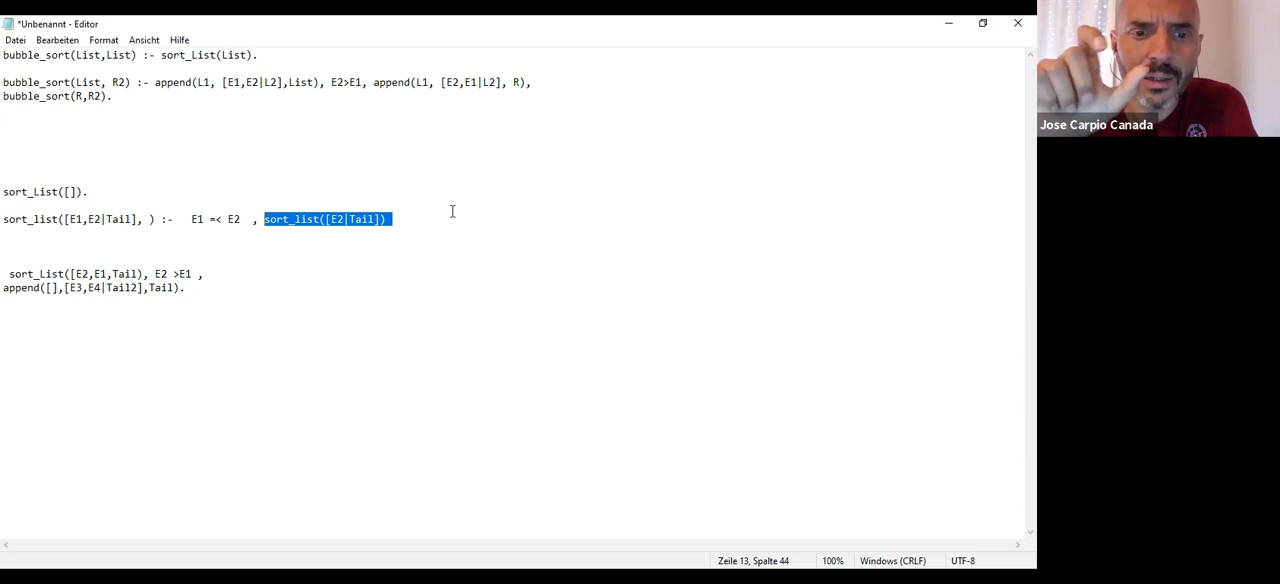 *Unbenannt - Editor
Datei Bearbeiten Format Ansicht Hilfe
bubble_sort(List,List) :- sort_List(List).
bubble_sort(List, R2) :- append(L1, [E1,E2|L2],List), E2>E1, append(L1, [E2,E1|L2], R),
bubble_sort(R,R2).
sort_List([]).
sort_list([E1,E2|Tail], ) :- E1 =< E2 , sort_list([E2|Tail])
sort_List([E2,E1,Tail), E2 >E1 ,
append([],[E3,E4|Tail2],Tail).
Zeile 13, Spalte 44 100% Windows (CRLF) UTF-8
Jose Carpio Canada